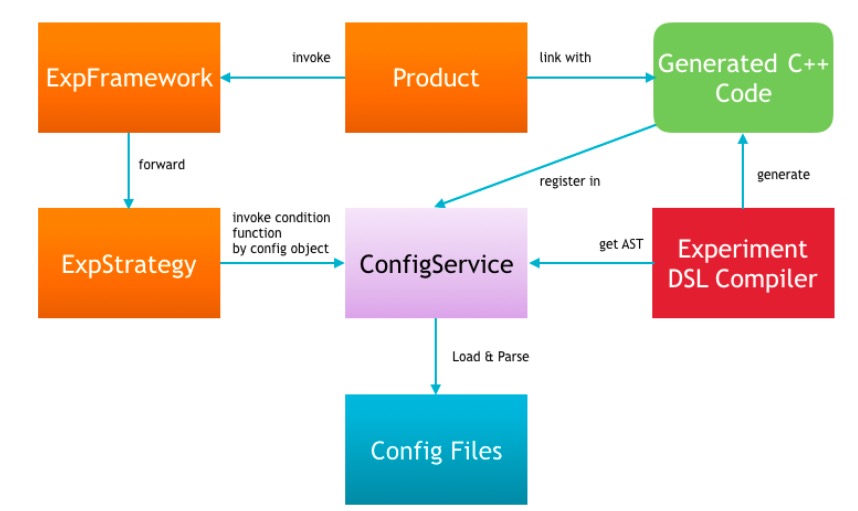 ExpFramework
invoke
Product
link with
Generated C++
Code
forward
register in
generate
ExpStrategy
invoke condition
function
by config object
ConfigService
get AST
Experiment
DSL Compiler
Load & Parse
Config Files